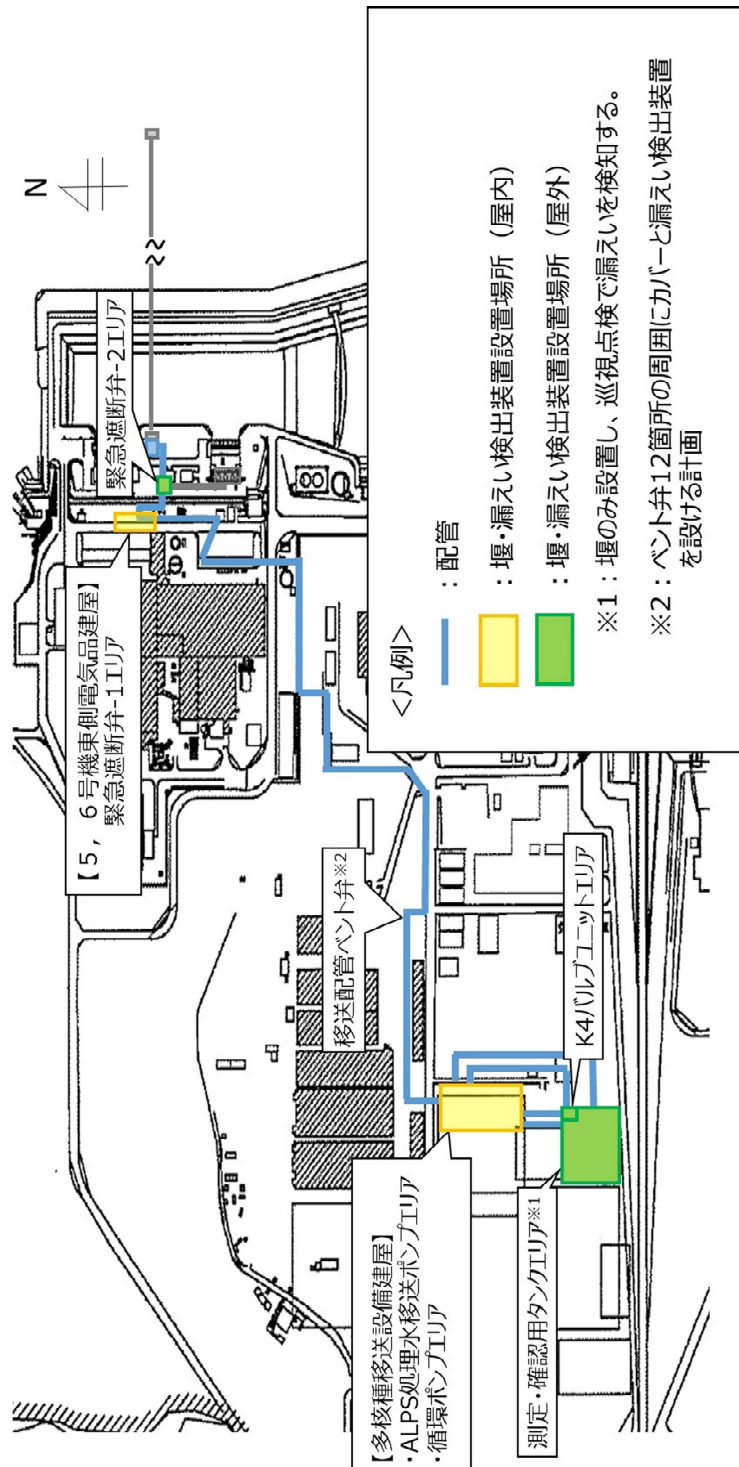 N
緊急遮断弁-2エリア
【5，6号機東側電気品建屋】
緊急遮断弁-1エリア
移送配管ベント弁※2
【多核種移送設備建屋】
・ALPS処理水移送ポンプエリア
・循環ポンプエリア
測定・確認用タンクエリア※1
K4バルブユニットエリア
＜凡例＞
：配管
：堰・漏えい検出装置設置場所（屋内）
：堰・漏えい検出装置設置場所（屋外）
※1：堰のみ設置し、巡視点検で漏えいを検知する。
※2：ベント弁12箇所の周囲にカバーと漏えい検出装置
を設ける計画